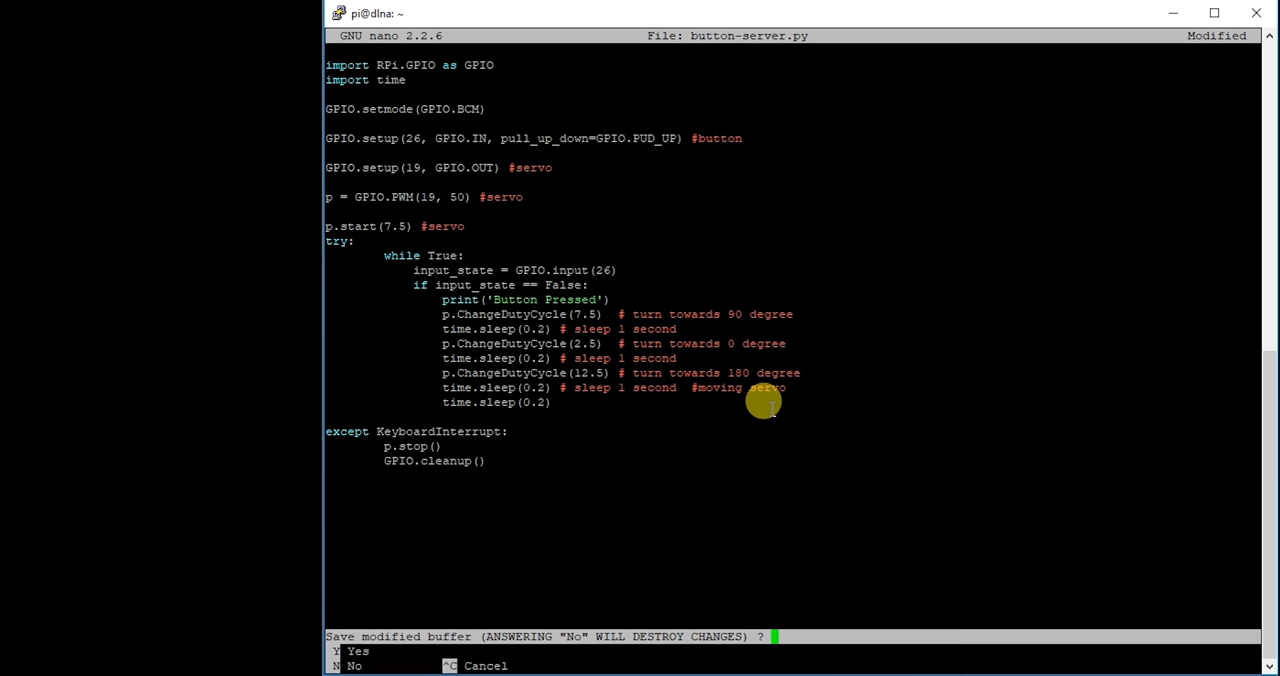 pi@dlna: ~
GNU nano 2.2.6 File: button-server.py Modified
import RPi.GPIO as GPIO
import time
GPIO.setmode(GPIO.BCM)
GPIO.setup(26, GPIO.IN, pull_up_down=GPIO.PUD_UP) #button
GPIO.setup(19, GPIO.OUT) #servo
p = GPIO.PWM(19, 50) #servo
p.start(7.5) #servo
try:
while True:
input_state = GPIO.input(26)
if input_state == False:
print('Button Pressed')
p.ChangeDutyCycle(7.5) # turn towards 90 degree
time.sleep(0.2) # sleep 1 second
p.ChangeDutyCycle(2.5) # turn towards 0 degree
time.sleep(0.2) # sleep 1 second
p.ChangeDutyCycle(12.5) # turn towards 180 degree
time.sleep(0.2) # sleep 1 second #moving servo
time.sleep(0.2)
except KeyboardInterrupt:
p.stop()
GPIO.cleanup()
Save modified buffer (ANSWERING "No" WILL DESTROY CHANGES) ?
Y Yes
N No ^C Cancel